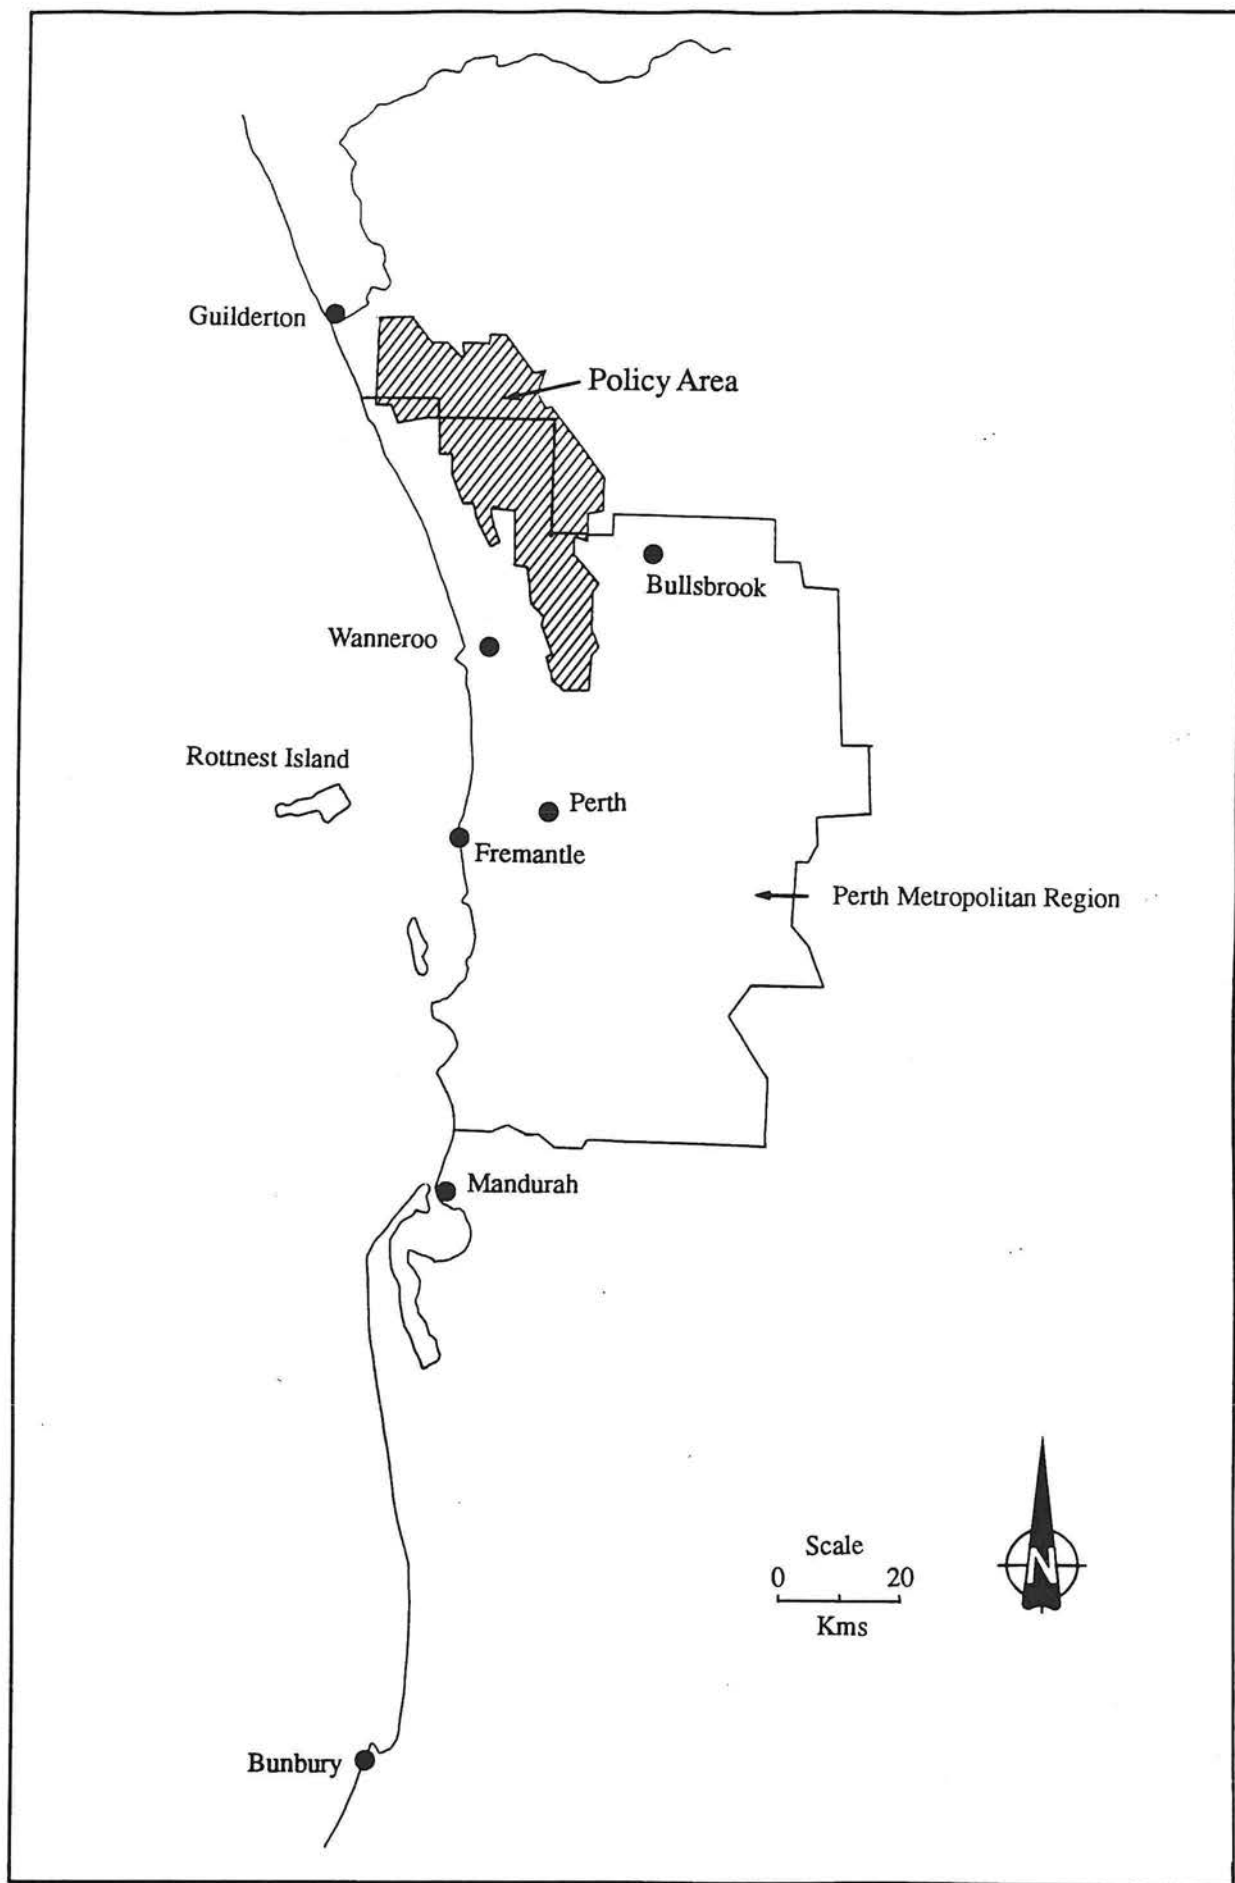 Guilderton
Policy Area
Bullsbrook
Wanneroo
Rottnest Island
Perth
Fremantle
Perth Metropolitan Region
Mandurah
Scale
0 20
Kms
N
Bunbury